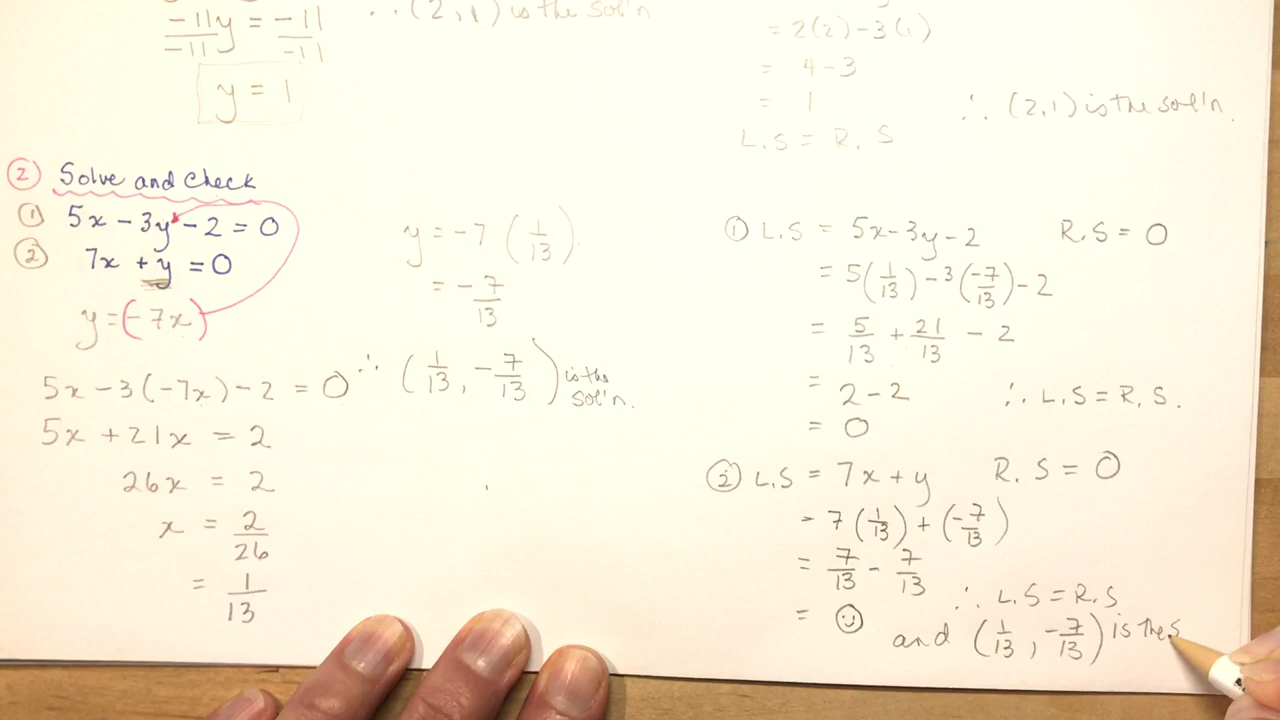 -11y = -11
-11 -11
∴ (2, 1) is the sol'n
y = 1
= 2(2) - 3(1)
= 4 - 3
= 1
∴ (2,1) is the sol'n.
L.S = R.S
② Solve and Check
① 5x - 3y - 2 = 0
② 7x + y = 0
y = (-7x)
5x - 3(-7x) - 2 = 0
5x + 21x = 2
26x = 2
x = 2/26
= 1/13
y = -7 (1/13)
= -7/13
∴ (1/13, -7/13) is the sol'n.
① L.S = 5x - 3y - 2 R.S = 0
= 5(1/13) - 3(-7/13) - 2
= 5/13 + 21/13 - 2
= 2 - 2
∴ L.S = R.S.
= 0
② L.S = 7x + y R.S = 0
= 7(1/13) + (-7/13)
= 7/13 - 7/13
∴ L.S = R.S
=
and (1/13, -7/13) is the s